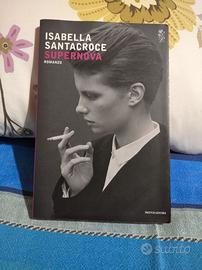 ISABELLA
SANTACROCE
SUPERNOVA
ROMANZO
MONDADORI
subito